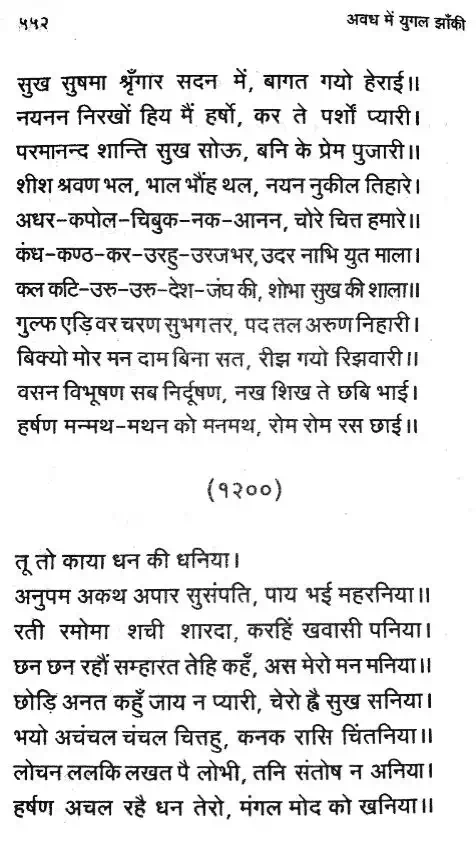 ५५२
अवध में युगल झाँकी
सुख सुषमा श्रृँगार सदन में, बागत गयो हेराई॥
नयनन निरखों हिय मैं हर्षो, कर ते पर्शों प्यारी।
परमानन्द शान्ति सुख सोऊ, बनि के प्रेम पुजारी॥
शीश श्रवण भल, भाल भौंह थल, नयन नुकील तिहारे।
अधर-कपोल-चिबुक-नक-आनन, चोरे चित्त हमारे॥
कंध-कण्ठ-कर-उरहु-उरजभर, उदर नाभि युत माला।
कल कटि-उरु-उरु-देश-जंघ की, शोभा सुख की शाला॥
गुल्फ एड़ि वर चरण सुभग तर, पद तल अरुण निहारी।
बिक्यो मोर मन दाम बिना सत, रीझ गयो रिझवारी॥
वसन विभूषण सब निर्दूषण, नख शिख ते छबि भाई।
हर्षण मन्मथ-मथन को मनमथ, रोम रोम रस छाई॥
(१२००)
तू तो काया धन की धनिया।
अनुपम अकथ अपार सुसंपति, पाय भई महरनिया॥
रती रमोमा शची शारदा, करहिं खवासी पनिया।
छन छन रहौं सम्हारत तेहि कहँ, अस मेरो मन मनिया॥
छोड़ि अनत कहुँ जाय न प्यारी, चेरो ह्वै सुख सनिया।
भयो अचंचल चंचल चित्तहु, कनक रासि चिंतनिया॥
लोचन ललकि लखत पै लोभी, तनि संतोष न अनिया।
हर्षण अचल रहै धन तेरो, मंगल मोद को खनिया॥